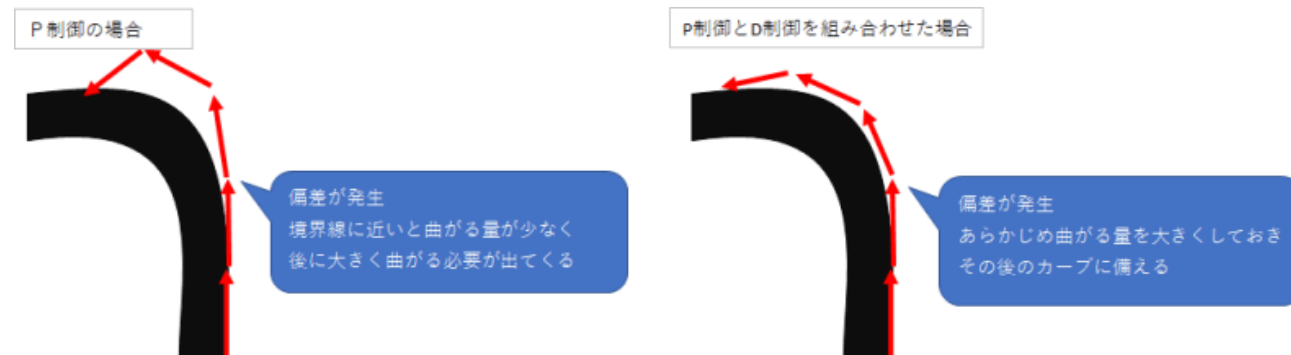 P制御の場合
P制御とD制御を組み合わせた場合
偏差が発生
境界線に近いと曲がる量が少なく
後に大きく曲がる必要が出てくる
偏差が発生
あらかじめ曲がる量を大きくしておき
その後のカーブに備える